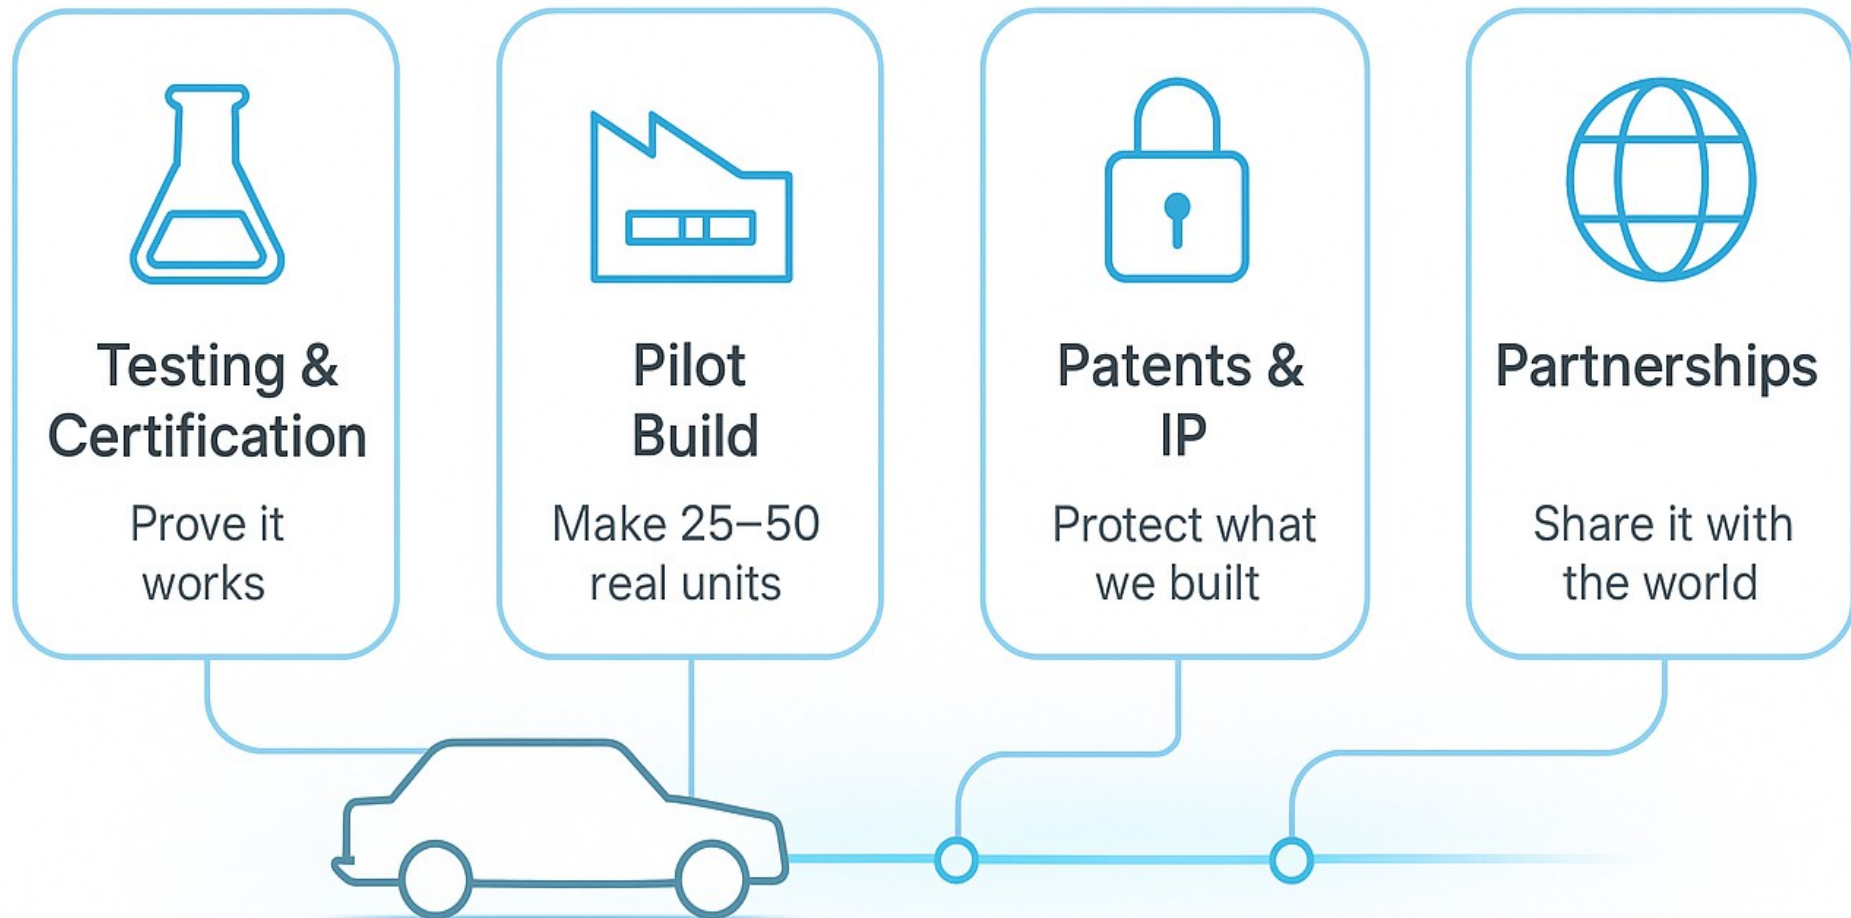 Testing &
Certification
Prove it
works
Pilot
Build
Make 25–50
real units
Patents &
IP
Protect what
we built
Partnerships
Share it with
the world